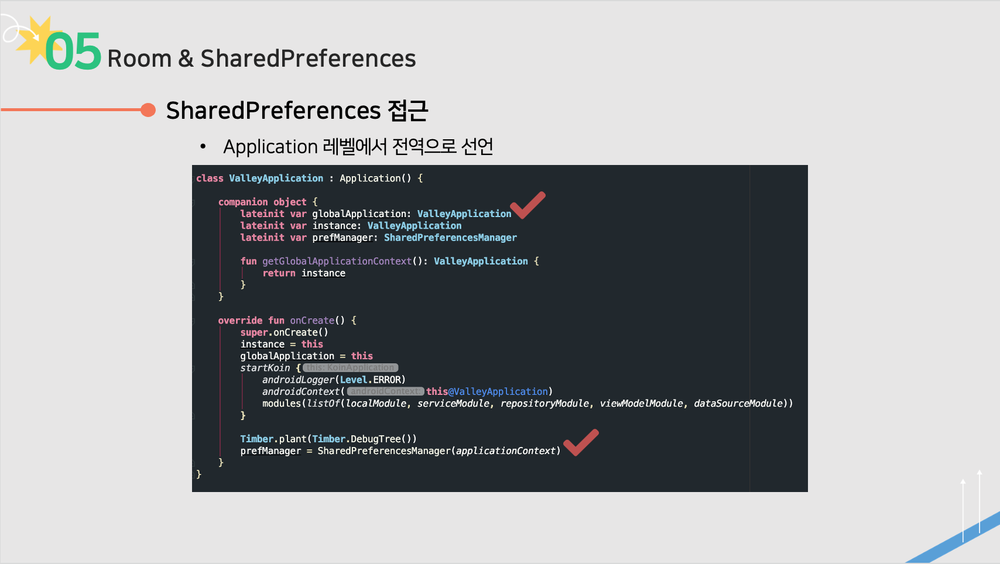 05 Room & SharedPreferences
SharedPreferences 접근
• Application 레벨에서 전역으로 선언
class ValleyApplication : Application() {
companion object {
lateinit var globalApplication: ValleyApplication
lateinit var instance: ValleyApplication
lateinit var prefManager: SharedPreferencesManager
fun getGlobalApplicationContext(): ValleyApplication {
return instance
}
}
override fun onCreate() {
super.onCreate()
instance = this
globalApplication = this
startKoin { this: KoinApplication
androidLogger(Level.ERROR)
androidContext( androidContext: this@ValleyApplication)
modules(listOf(localModule, serviceModule, repositoryModule, viewModelModule, dataSourceModule))
}
Timber.plant(Timber.DebugTree())
prefManager = SharedPreferencesManager(applicationContext)
}
}